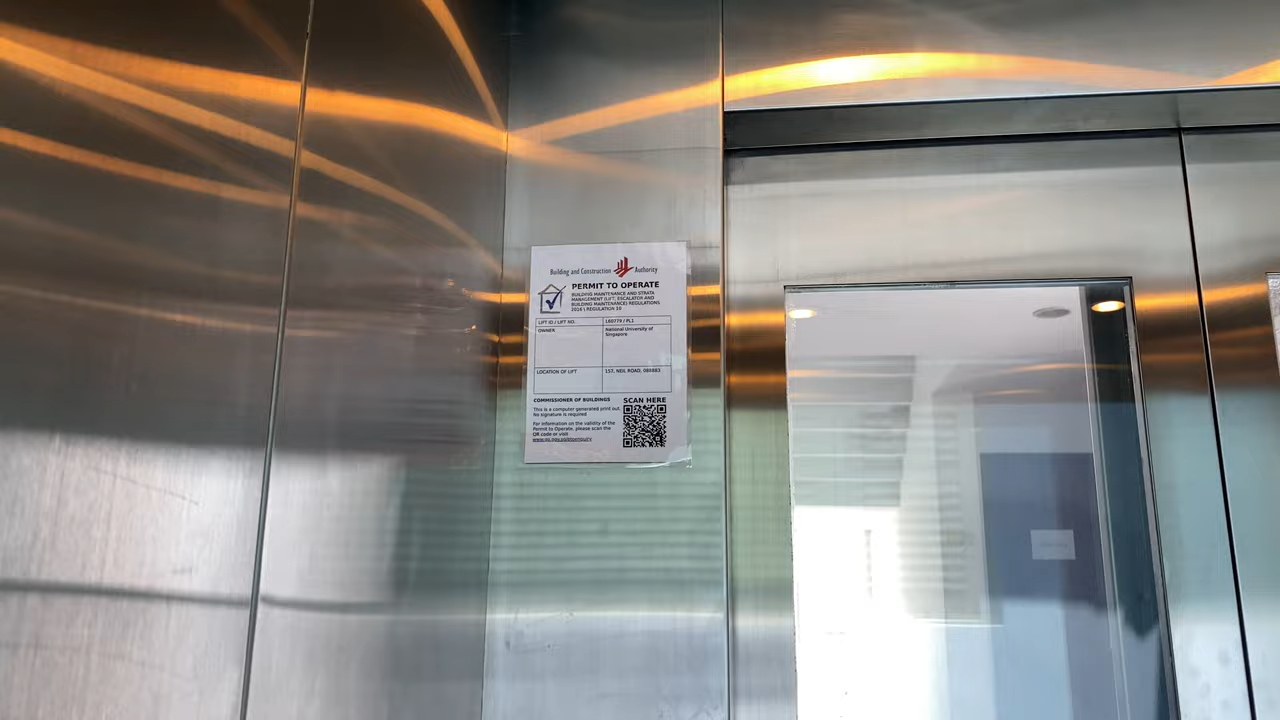 Building and Construction Authority
PERMIT TO OPERATE
BUILDING MAINTENANCE AND STRATA
MANAGEMENT (LIFT, ESCALATOR AND
BUILDING MAINTENANCE) REGULATIONS
2016 \ REGULATION 10
LIFT ID / LIFT NO. 160779 / PL1
OWNER National University of
Singapore
LOCATION OF LIFT 157, NEIL ROAD, 088883
COMMISSIONER OF BUILDINGS
SCAN HERE
This is a computer generated print out.
No signature is required
For information on the validity of the
Permit to Operate, please scan the
QR code or visit